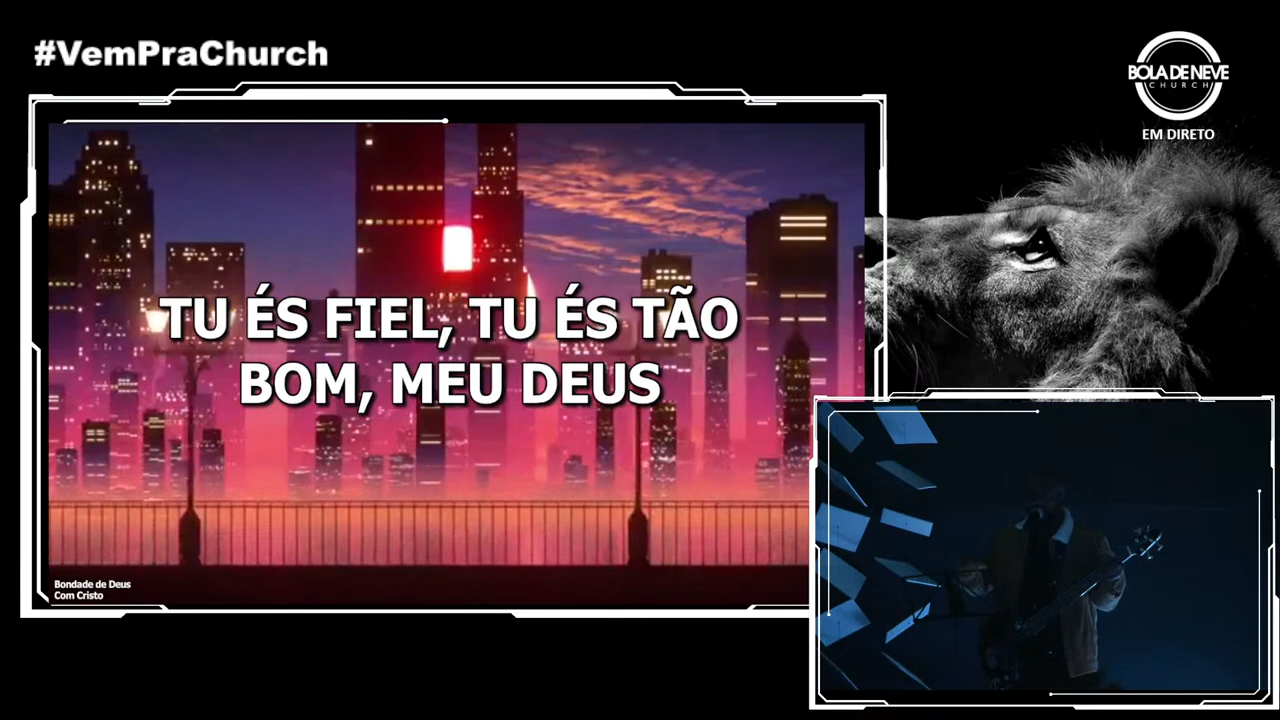 #VemPraChurch
BOLA DE NEVE
CHURCH
EM DIRETO
TU ÉS FIEL, TU ÉS TÃO
BOM, MEU DEUS
Bondade de Deus
Com Cristo